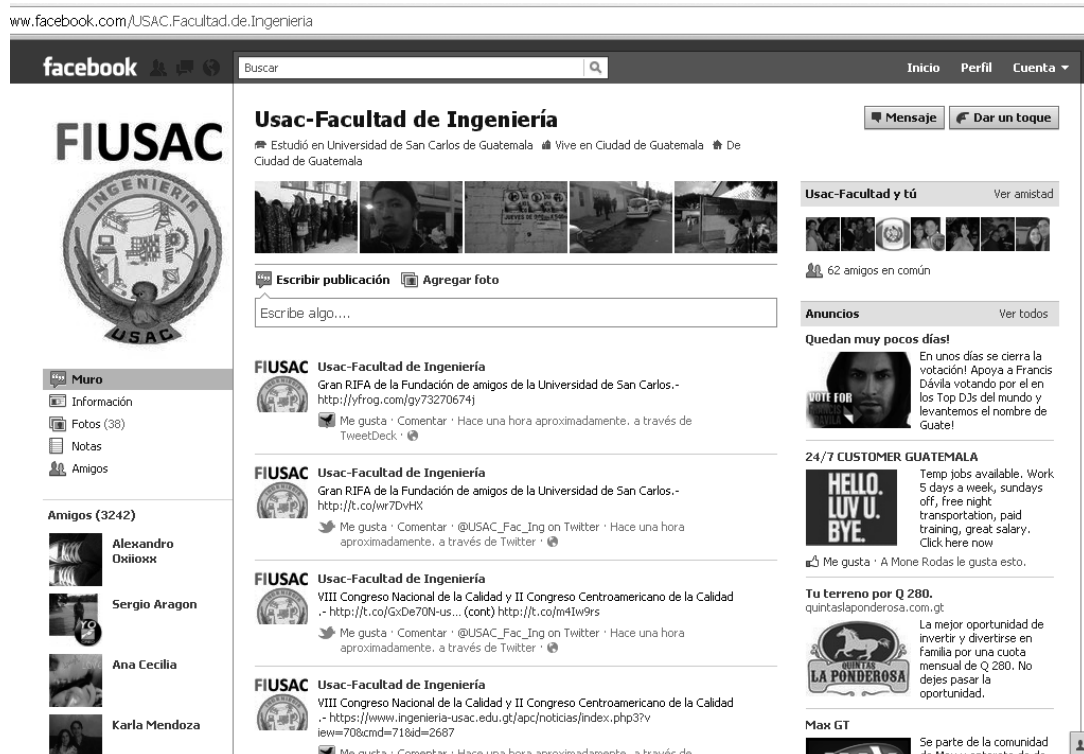 ww.facebook.com/USAC.Facultad.de.Ingenieria
facebook
Buscar
Inicio Perfil Cuenta
FIUSAC
INGENIERIA
USAC
Muro
Información
Fotos (38)
Notas
Amigos
Amigos (3242)
Alexandro
Oxiioxx
Sergio Aragon
YO
Ana Cecilia
Karla Mendoza
Usac-Facultad de Ingeniería
Estudió en Universidad de San Carlos de Guatemala Vive en Ciudad de Guatemala De
Ciudad de Guatemala
Escribir publicación Agregar foto
Escribe algo....
FIUSAC
Usac-Facultad de Ingeniería
Gran RIFA de la Fundación de amigos de la Universidad de San Carlos.-
http://yfrog.com/gy73270674j
Me gusta · Comentar · Hace una hora aproximadamente. a través de
TweetDeck ·
FIUSAC
Usac-Facultad de Ingeniería
Gran RIFA de la Fundación de amigos de la Universidad de San Carlos.-
http://t.co/wr7DvHX
Me gusta · Comentar · @USAC_Fac_Ing on Twitter · Hace una hora
aproximadamente. a través de Twitter ·
FIUSAC
Usac-Facultad de Ingeniería
VIII Congreso Nacional de la Calidad y II Congreso Centroamericano de la Calidad
.- http://t.co/GxDe70N-us... (cont) http://t.co/m4Iw9rs
Me gusta · Comentar · @USAC_Fac_Ing on Twitter · Hace una hora
aproximadamente. a través de Twitter ·
FIUSAC
Usac-Facultad de Ingeniería
VIII Congreso Nacional de la Calidad y II Congreso Centroamericano de la Calidad
.- https://www.ingenieria-usac.edu.gt/apc/noticias/index.php3?v
iew=70&cmd=71&id=2687
Me gusta · Comentar · Hace una hora aproximadamente. a través de
Mensaje Dar un toque
Usac-Facultad y tú Ver amistad
62 amigos en común
Anuncios Ver todos
Quedan muy pocos días!
VOTE FOR
FRANCIS
DAVILA
En unos días se cierra la
votación! Apoya a Francis
Dávila votando por el en
los Top DJs del mundo y
levantemos el nombre de
Guate!
24/7 CUSTOMER GUATEMALA
HELLO.
LUV U.
BYE.
Temp jobs available. Work
5 days a week, sundays
off, free night
transportation, paid
training, great salary.
Click here now
Me gusta · A Mone Rodas le gusta esto.
Tu terreno por Q 280.
quintaslaponderosa.com.gt
QUINTAS
LA PONDEROSA
La mejor oportunidad de
invertir y divertirse en
familia por una cuota
mensual de Q 280. No
dejes pasar la
oportunidad.
Max GT
Se parte de la comunidad